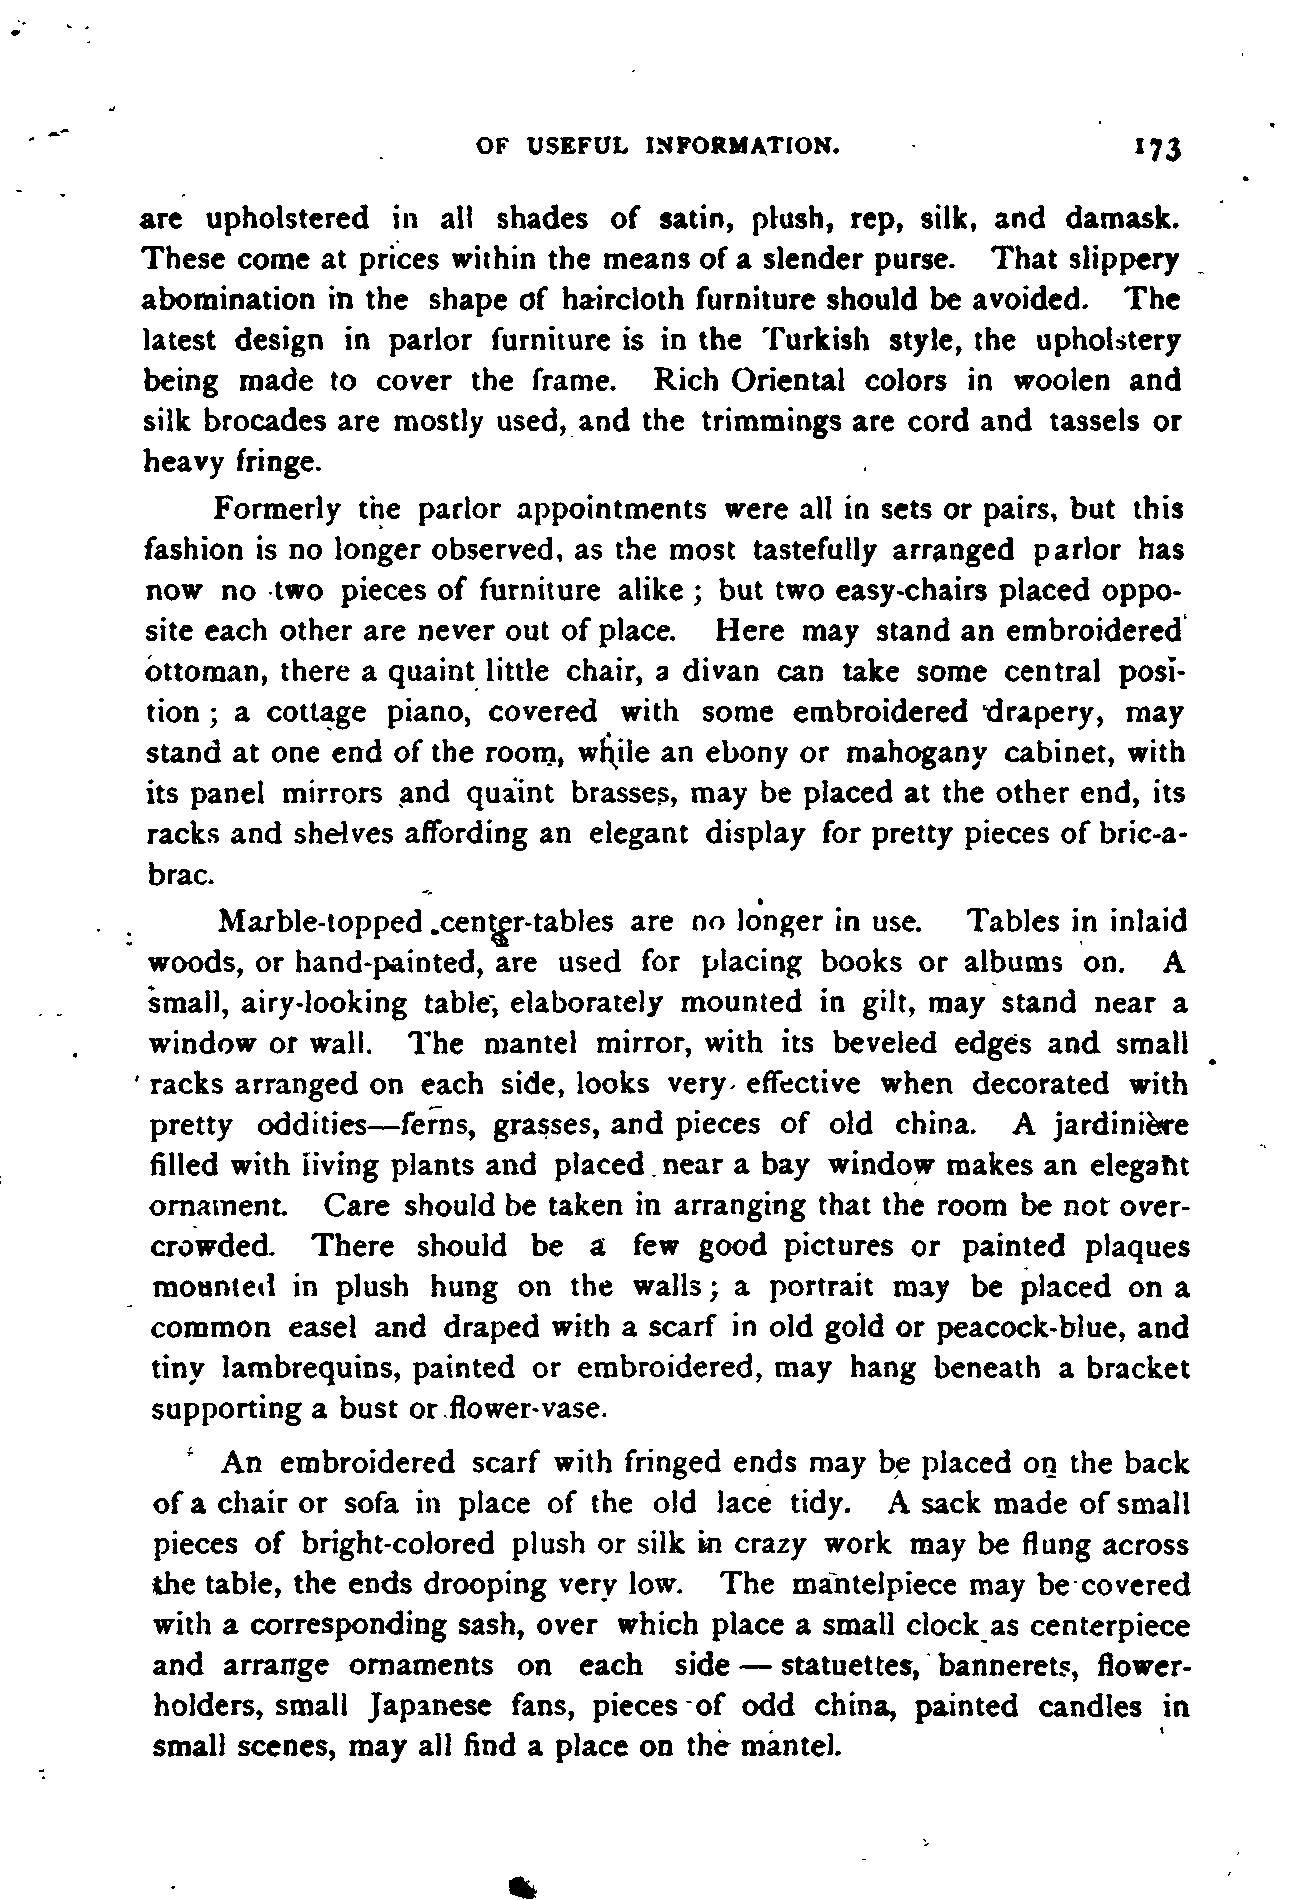 OF USEFUL INFORMATION. 173
are upholstered in all shades of satin, plush, rep, silk, and damask.
These come at prices within the means of a slender purse. That slippery
abomination in the shape of haircloth furniture should be avoided. The
latest design in parlor furniture is in the Turkish style, the upholstery
being made to cover the frame. Rich Oriental colors in woolen and
silk brocades are mostly used, and the trimmings are cord and tassels or
heavy fringe.
Formerly the parlor appointments were all in sets or pairs, but this
fashion is no longer observed, as the most tastefully arranged parlor has
now no two pieces of furniture alike ; but two easy-chairs placed oppo-
site each other are never out of place. Here may stand an embroidered
ottoman, there a quaint little chair, a divan can take some central posi-
tion ; a cottage piano, covered with some embroidered drapery, may
stand at one end of the room, while an ebony or mahogany cabinet, with
its panel mirrors and quaint brasses, may be placed at the other end, its
racks and shelves affording an elegant display for pretty pieces of bric-a-
brac.
Marble-topped center-tables are no longer in use. Tables in inlaid
woods, or hand-painted, are used for placing books or albums on. A
small, airy-looking table, elaborately mounted in gilt, may stand near a
window or wall. The mantel mirror, with its beveled edges and small
racks arranged on each side, looks very effective when decorated with
pretty oddities—ferns, grasses, and pieces of old china. A jardinière
filled with living plants and placed near a bay window makes an elegant
ornament. Care should be taken in arranging that the room be not over-
crowded. There should be a few good pictures or painted plaques
mounted in plush hung on the walls ; a portrait may be placed on a
common easel and draped with a scarf in old gold or peacock-blue, and
tiny lambrequins, painted or embroidered, may hang beneath a bracket
supporting a bust or flower-vase.
An embroidered scarf with fringed ends may be placed on the back
of a chair or sofa in place of the old lace tidy. A sack made of small
pieces of bright-colored plush or silk in crazy work may be flung across
the table, the ends drooping very low. The mantelpiece may be covered
with a corresponding sash, over which place a small clock as centerpiece
and arrange ornaments on each side — statuettes, bannerets, flower-
holders, small Japanese fans, pieces of odd china, painted candles in
small scenes, may all find a place on the mantel.